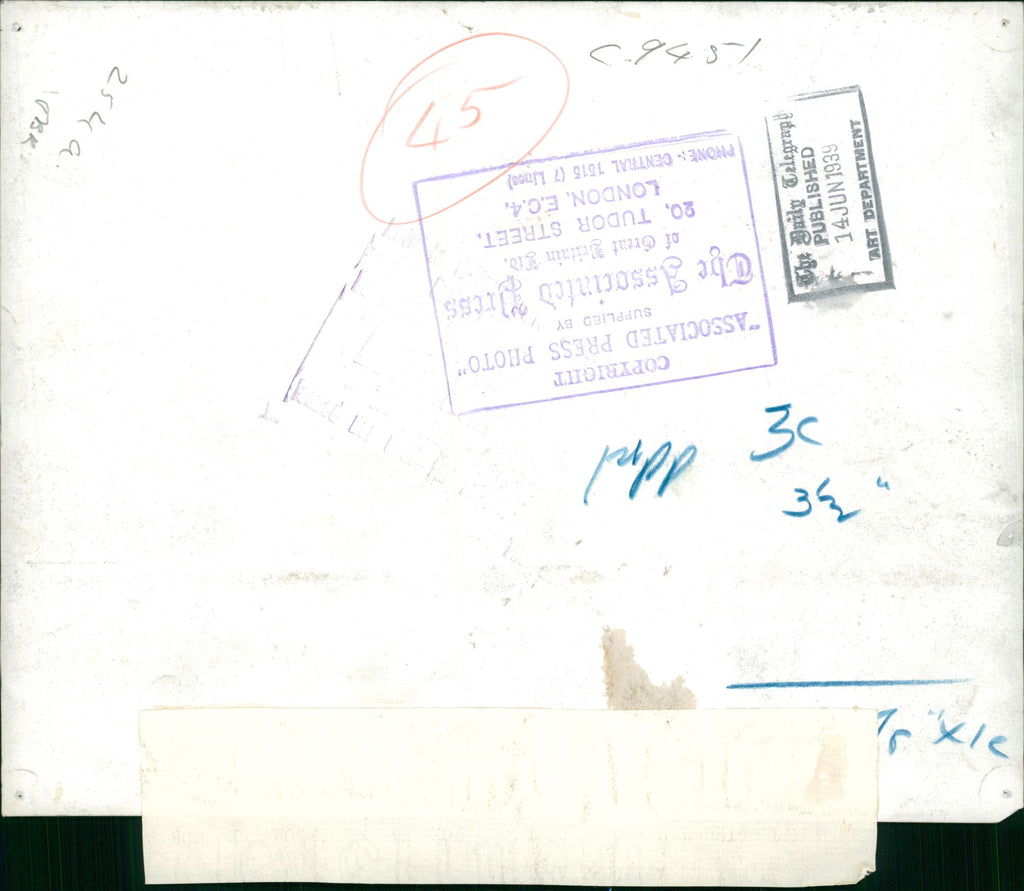 C.9451
45
2549
The Daily Telegraph
PUBLISHED
14 JUN 1939
ART DEPARTMENT
COPYRIGHT
"ASSOCIATED PRESS PHOTO".
SUPPLIED BY
The Associated Press
of Great Britain Ltd.
20, TUDOR STREET,
LONDON, E.C.4.
PHONE:- CENTRAL 1515 (7 Lines)
3c
3½"